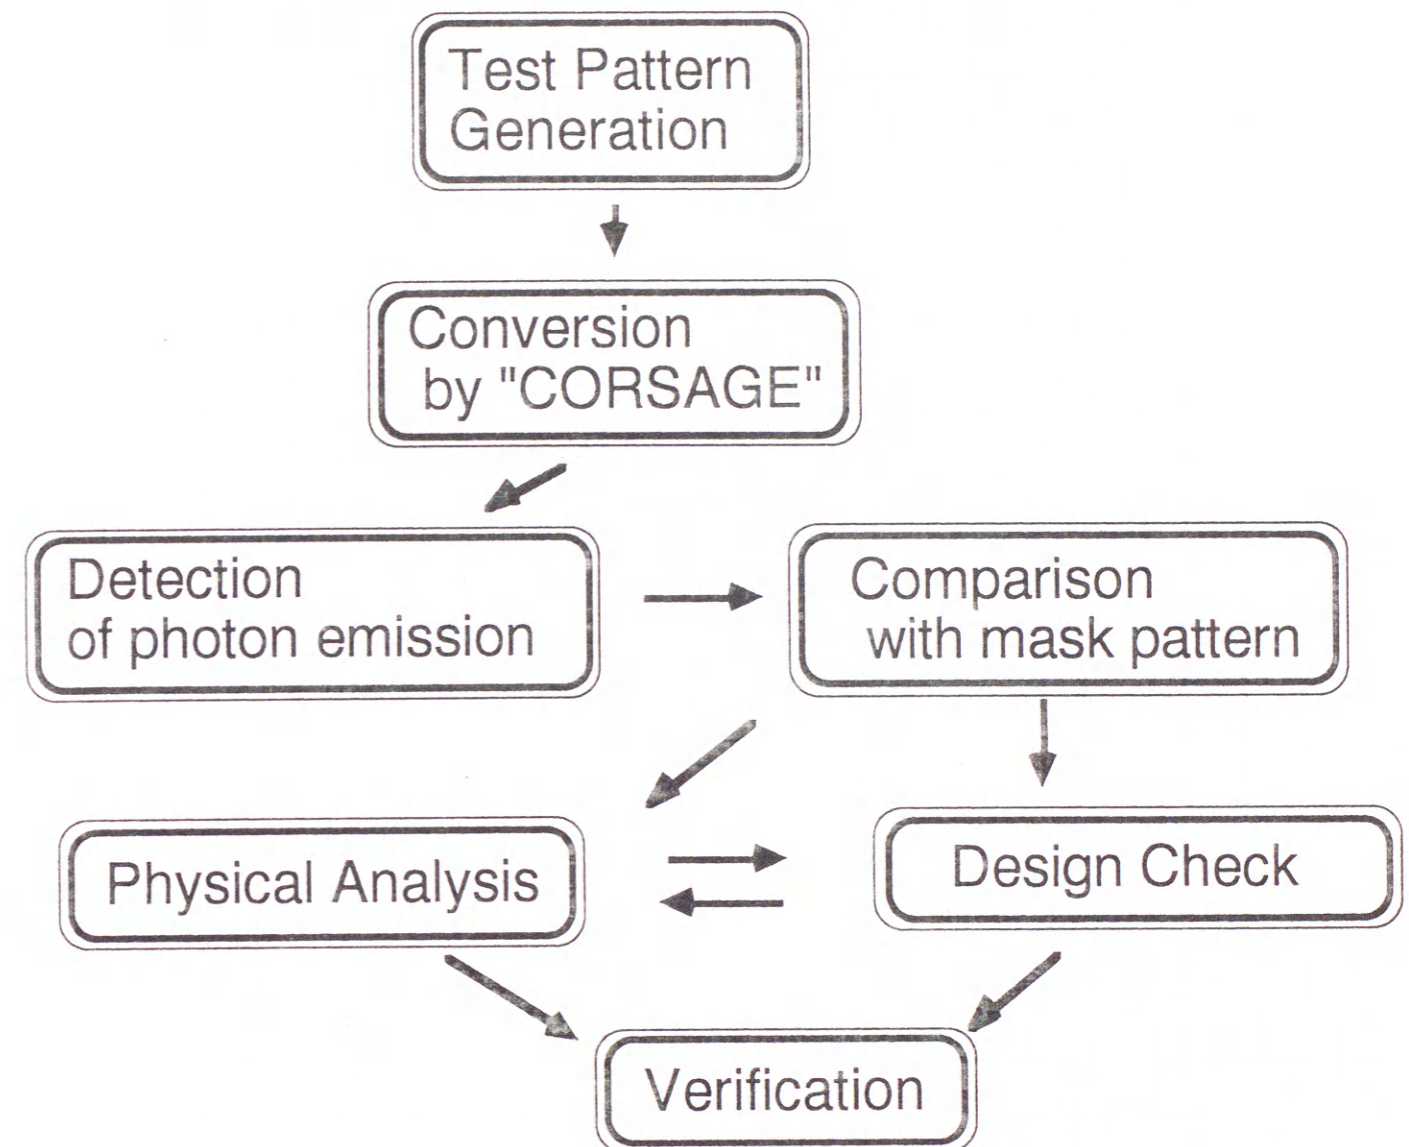 Test Pattern
Generation
Conversion
by "CORSAGE"
Detection
of photon emission
Comparison
with mask pattern
Physical Analysis
Design Check
Verification